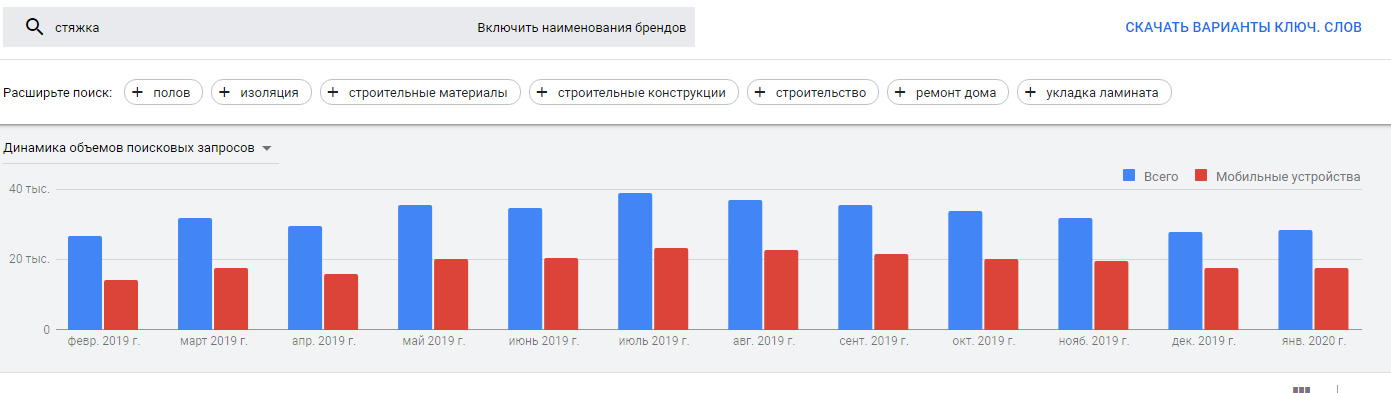 стяжка Включить наименования брендов СКАЧАТЬ ВАРИАНТЫ КЛЮЧ. СЛОВ
Расширьте поиск: + полов + изоляция + строительные материалы + строительные конструкции + строительство + ремонт дома + укладка ламината
Динамика объемов поисковых запросов
Всего Мобильные устройства
40 тыс.
20 тыс.
0
февр. 2019 г. март 2019 г. апр. 2019 г. май 2019 г. июнь 2019 г. июль 2019 г. авг. 2019 г. сент. 2019 г. окт. 2019 г. нояб. 2019 г. дек. 2019 г. янв. 2020 г.